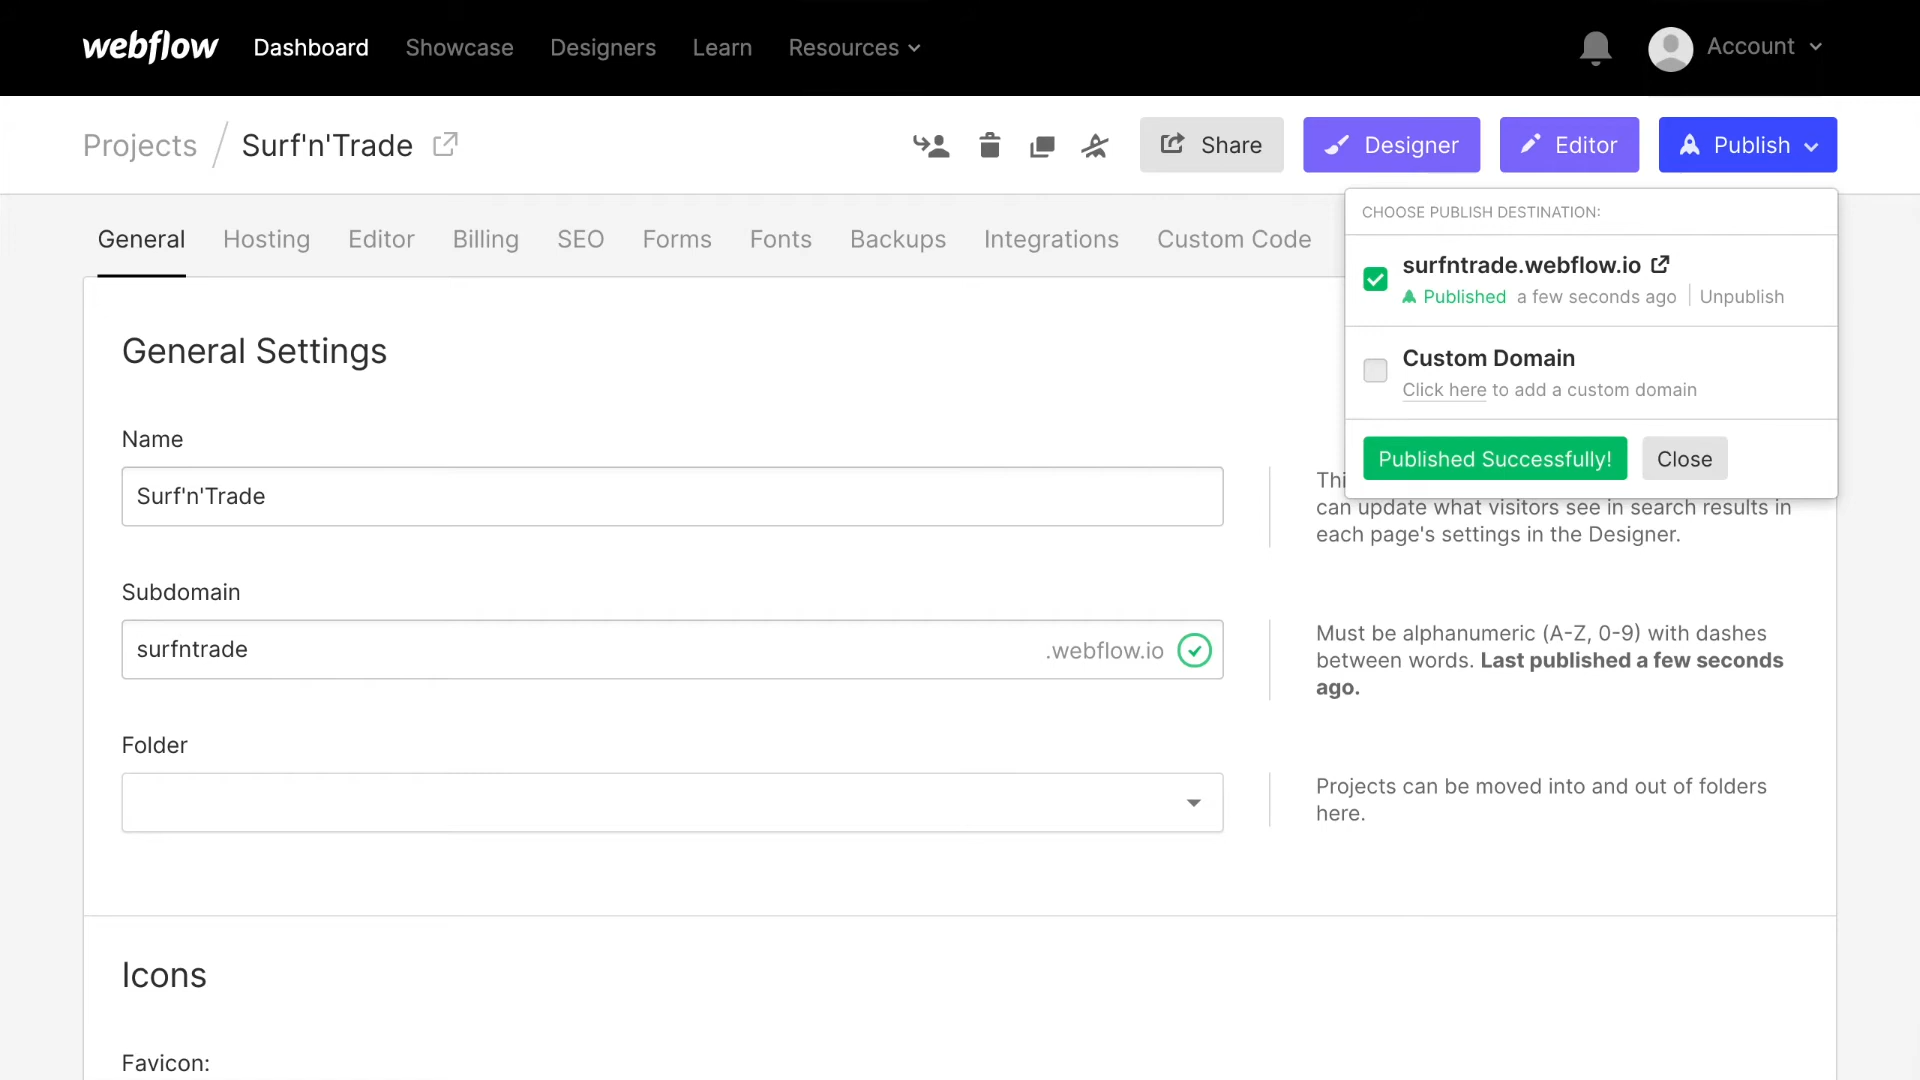 webflow Dashboard Showcase Designers Learn Resources Account
Projects / Surf'n'Trade Share Designer Editor Publish
General Hosting Editor Billing SEO Forms Fonts Backups Integrations Custom Code
CHOOSE PUBLISH DESTINATION:
surfntrade.webflow.io
Published a few seconds ago Unpublish
Custom Domain
Click here to add a custom domain
Published Successfully! Close
General Settings
Name
Surf'n'Trade
can update what visitors see in search results in
each page's settings in the Designer.
Subdomain
surfntrade .webflow.io
Must be alphanumeric (A-Z, 0-9) with dashes
between words. Last published a few seconds
ago.
Folder
Projects can be moved into and out of folders
here.
Icons
Favicon: